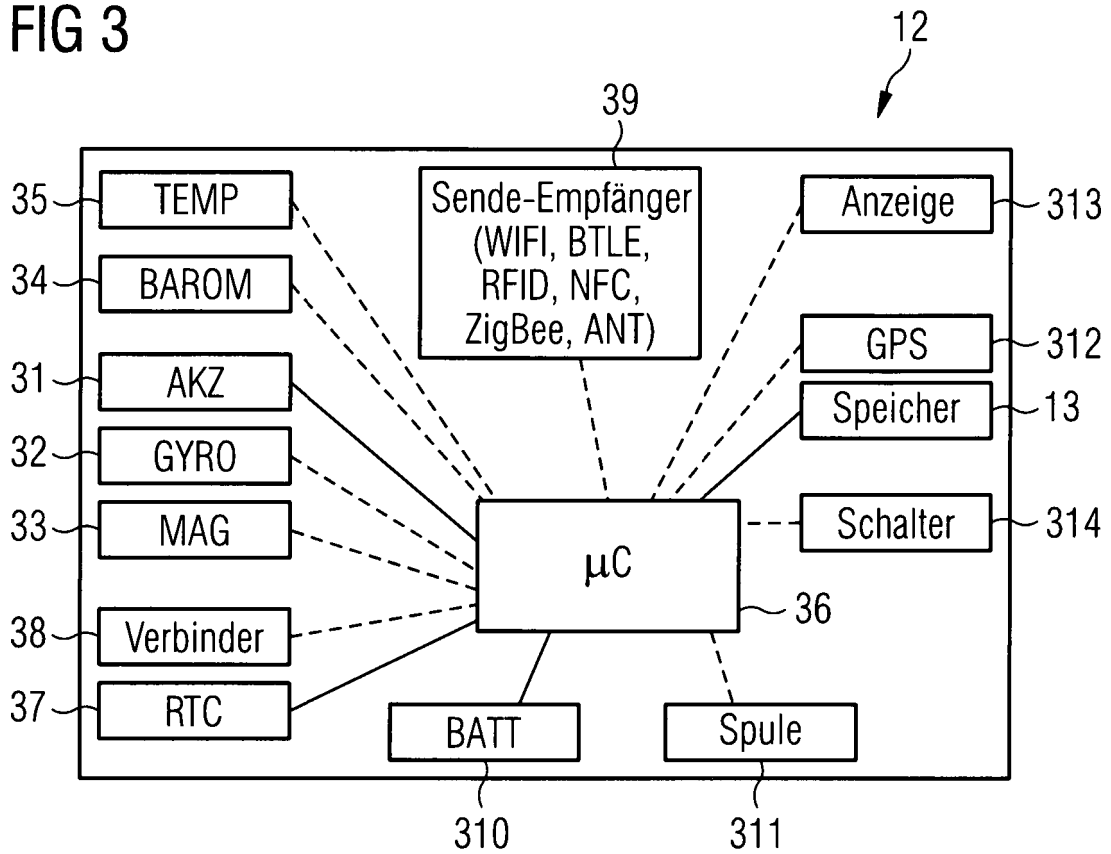 FIG 3
12
39
35
TEMP
Sende-Empfänger
(WIFI, BTLE,
RFID, NFC,
ZigBee, ANT)
Anzeige
313
34
BAROM
GPS
312
31
AKZ
Speicher
13
32
GYRO
33
MAG
Schalter
314
µC
36
38
Verbinder
37
RTC
BATT
Spule
310
311